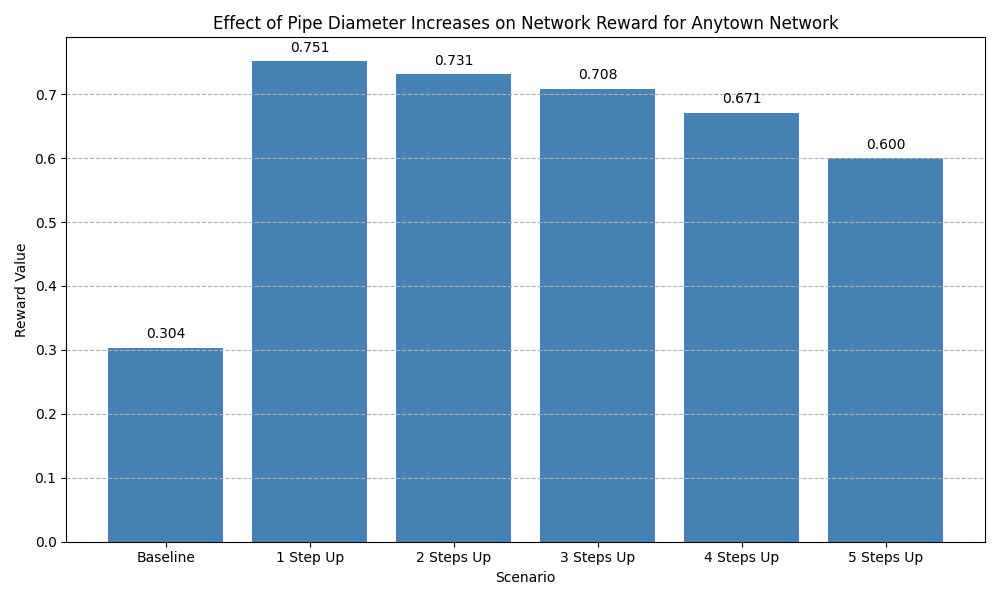 Effect of Pipe Diameter Increases on Network Reward for Anytown Network
0.751
0.731
0.708
0.671
0.600
0.304
Reward Value
0.7
0.6
0.5
0.4
0.3
0.2
0.1
0.0
Baseline
1 Step Up
2 Steps Up
3 Steps Up
4 Steps Up
5 Steps Up
Scenario